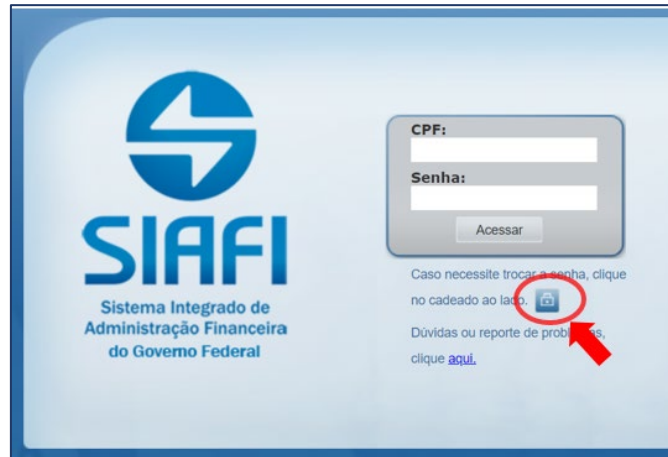 SIAFI
Sistema Integrado de
Administração Financeira
do Governo Federal
CPF:
Senha:
Acessar
Caso necessite trocar a senha, clique
no cadeado ao lado.
Dúvidas ou reporte de problemas,
clique aqui.